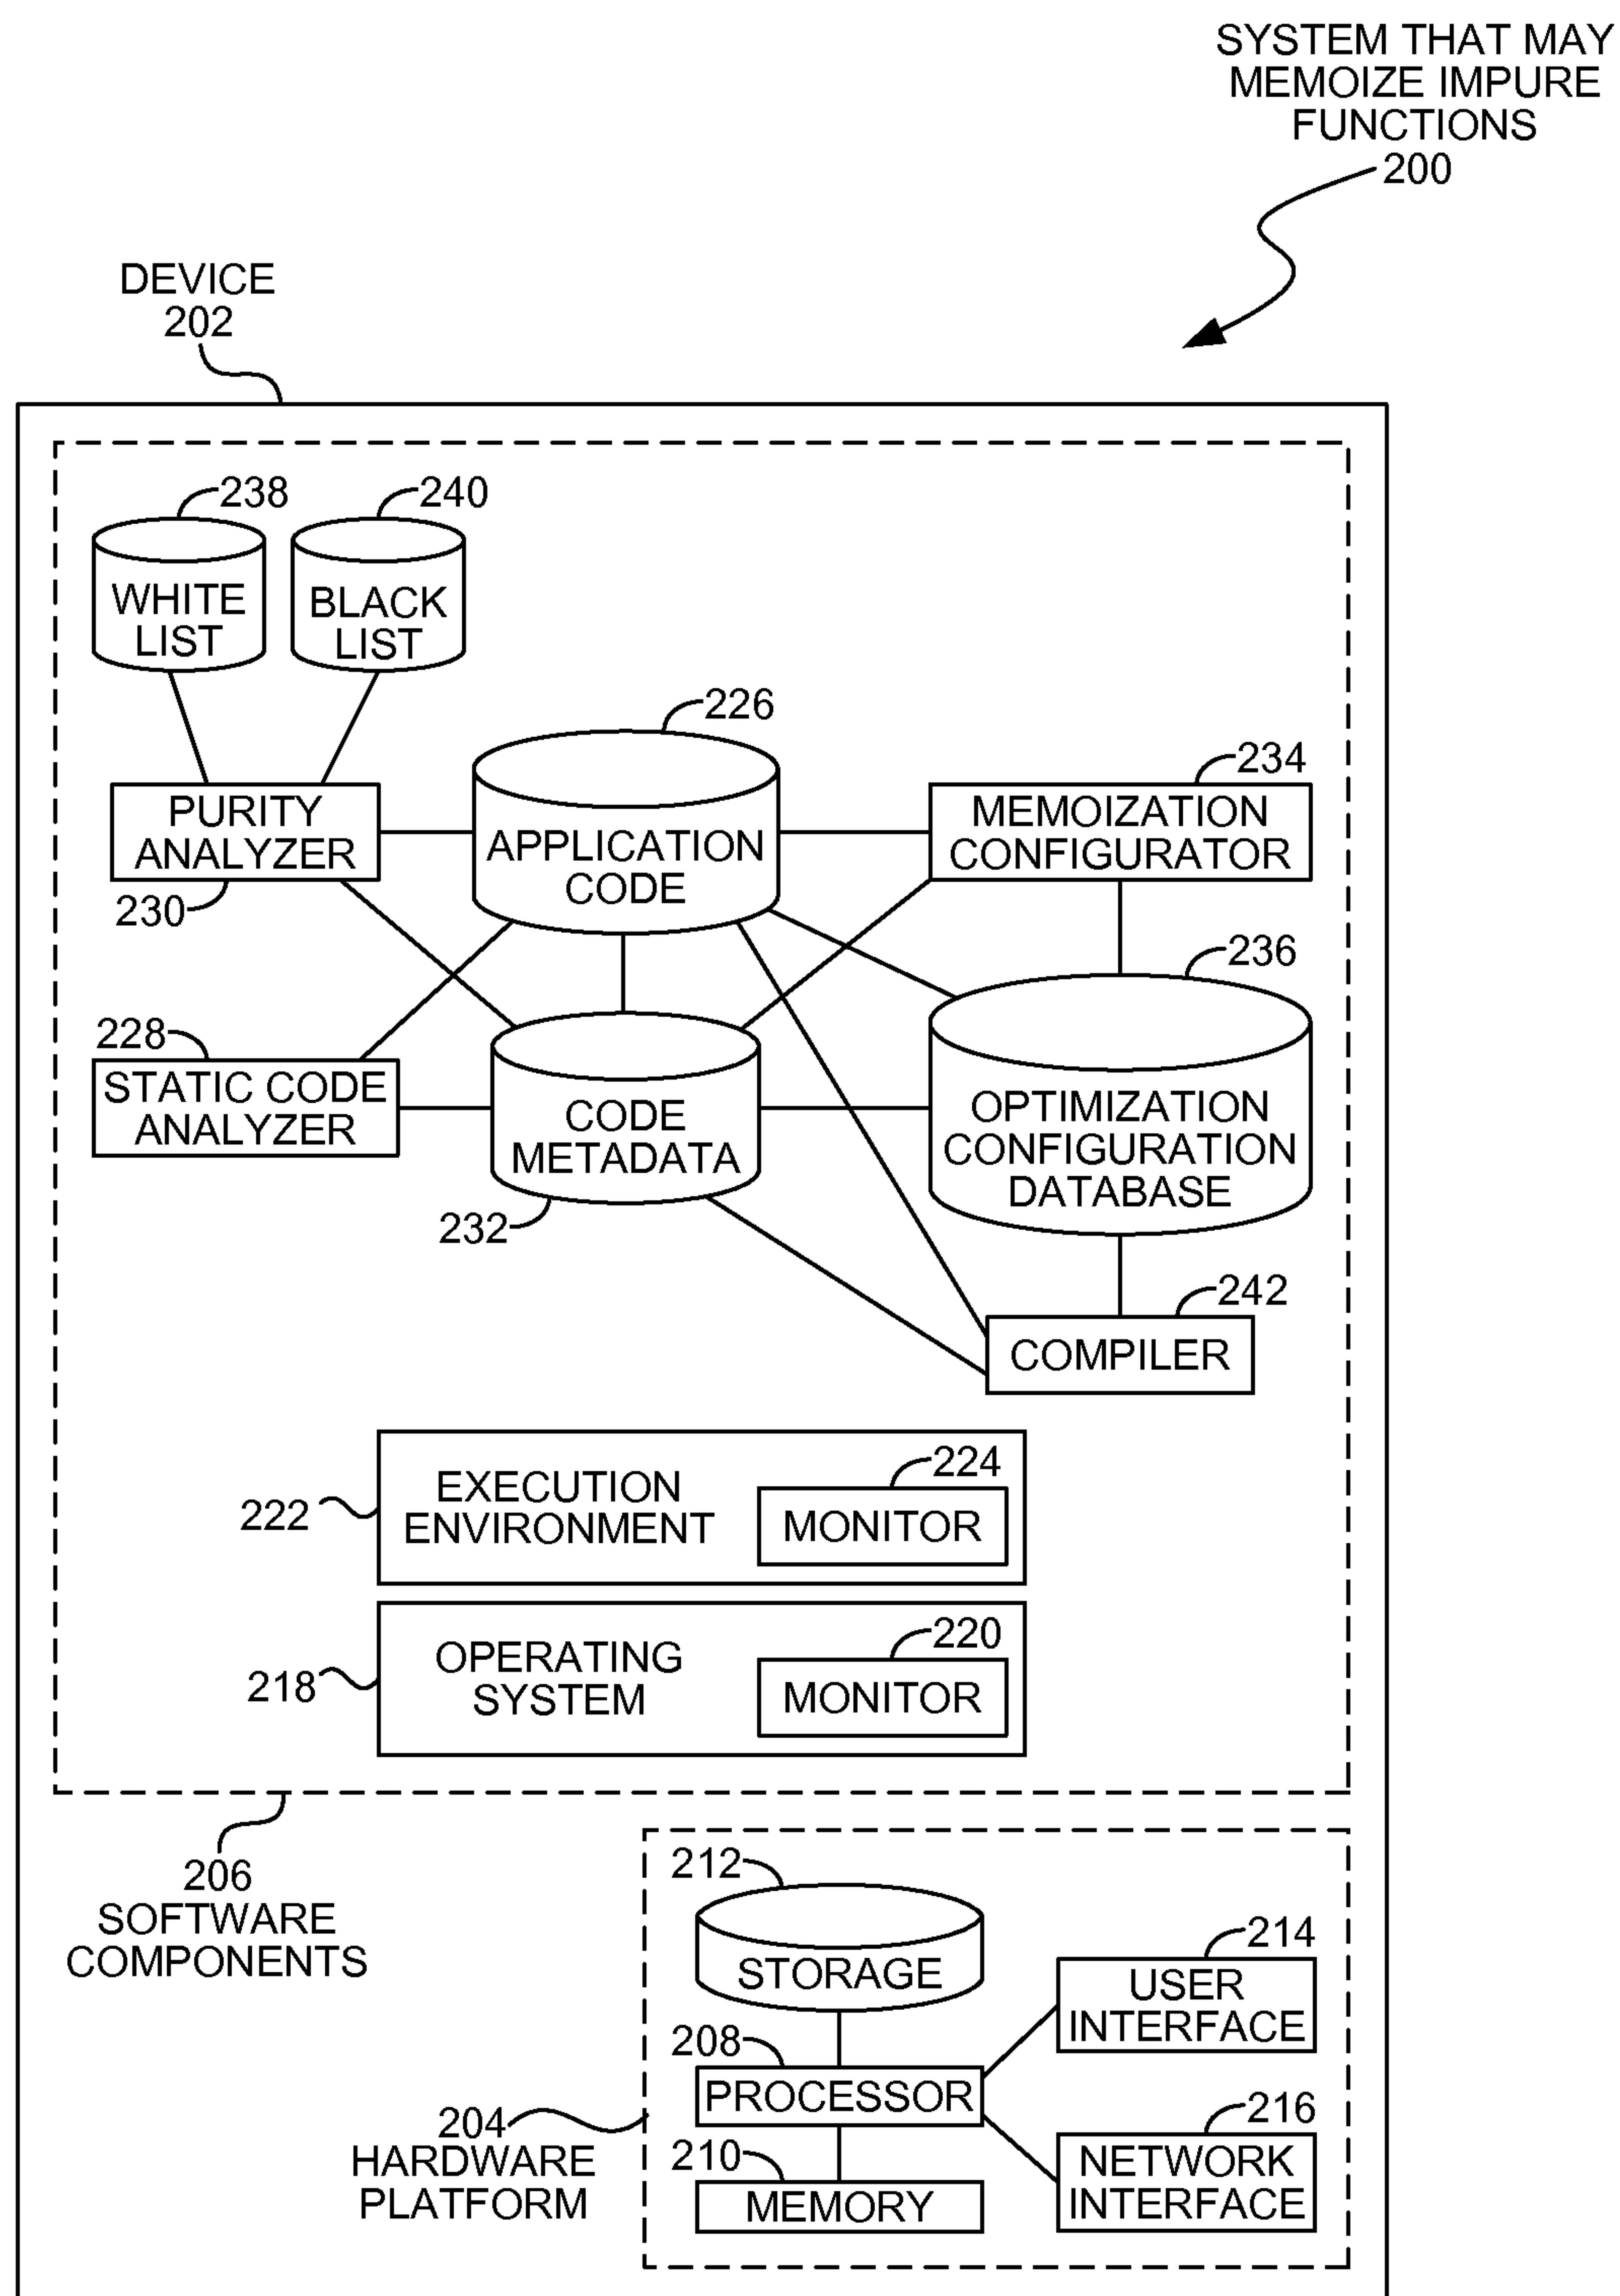 SYSTEM THAT MAY
MEMOIZE IMPURE
FUNCTIONS
200
DEVICE
202
238
240
WHITE
LIST
BLACK
LIST
226
234
PURITY
ANALYZER
230
APPLICATION
CODE
MEMOIZATION
CONFIGURATOR
236
228
STATIC CODE
ANALYZER
CODE
METADATA
232
OPTIMIZATION
CONFIGURATION
DATABASE
242
COMPILER
222
EXECUTION
ENVIRONMENT
224
MONITOR
218
OPERATING
SYSTEM
220
MONITOR
206
SOFTWARE
COMPONENTS
212
STORAGE
214
USER
INTERFACE
208
PROCESSOR
204
HARDWARE
PLATFORM
210
MEMORY
216
NETWORK
INTERFACE